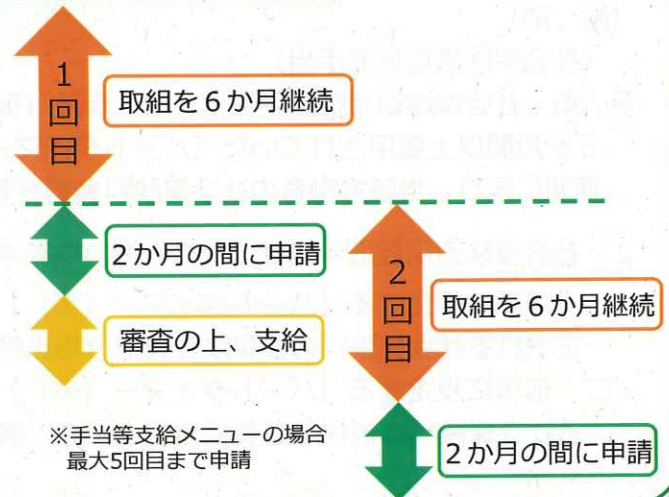 1回目
取組を6か月継続
2か月の間に申請
審査の上、支給
※手当等支給メニューの場合
最大5回目まで申請
2回目
取組を6か月継続
2か月の間に申請